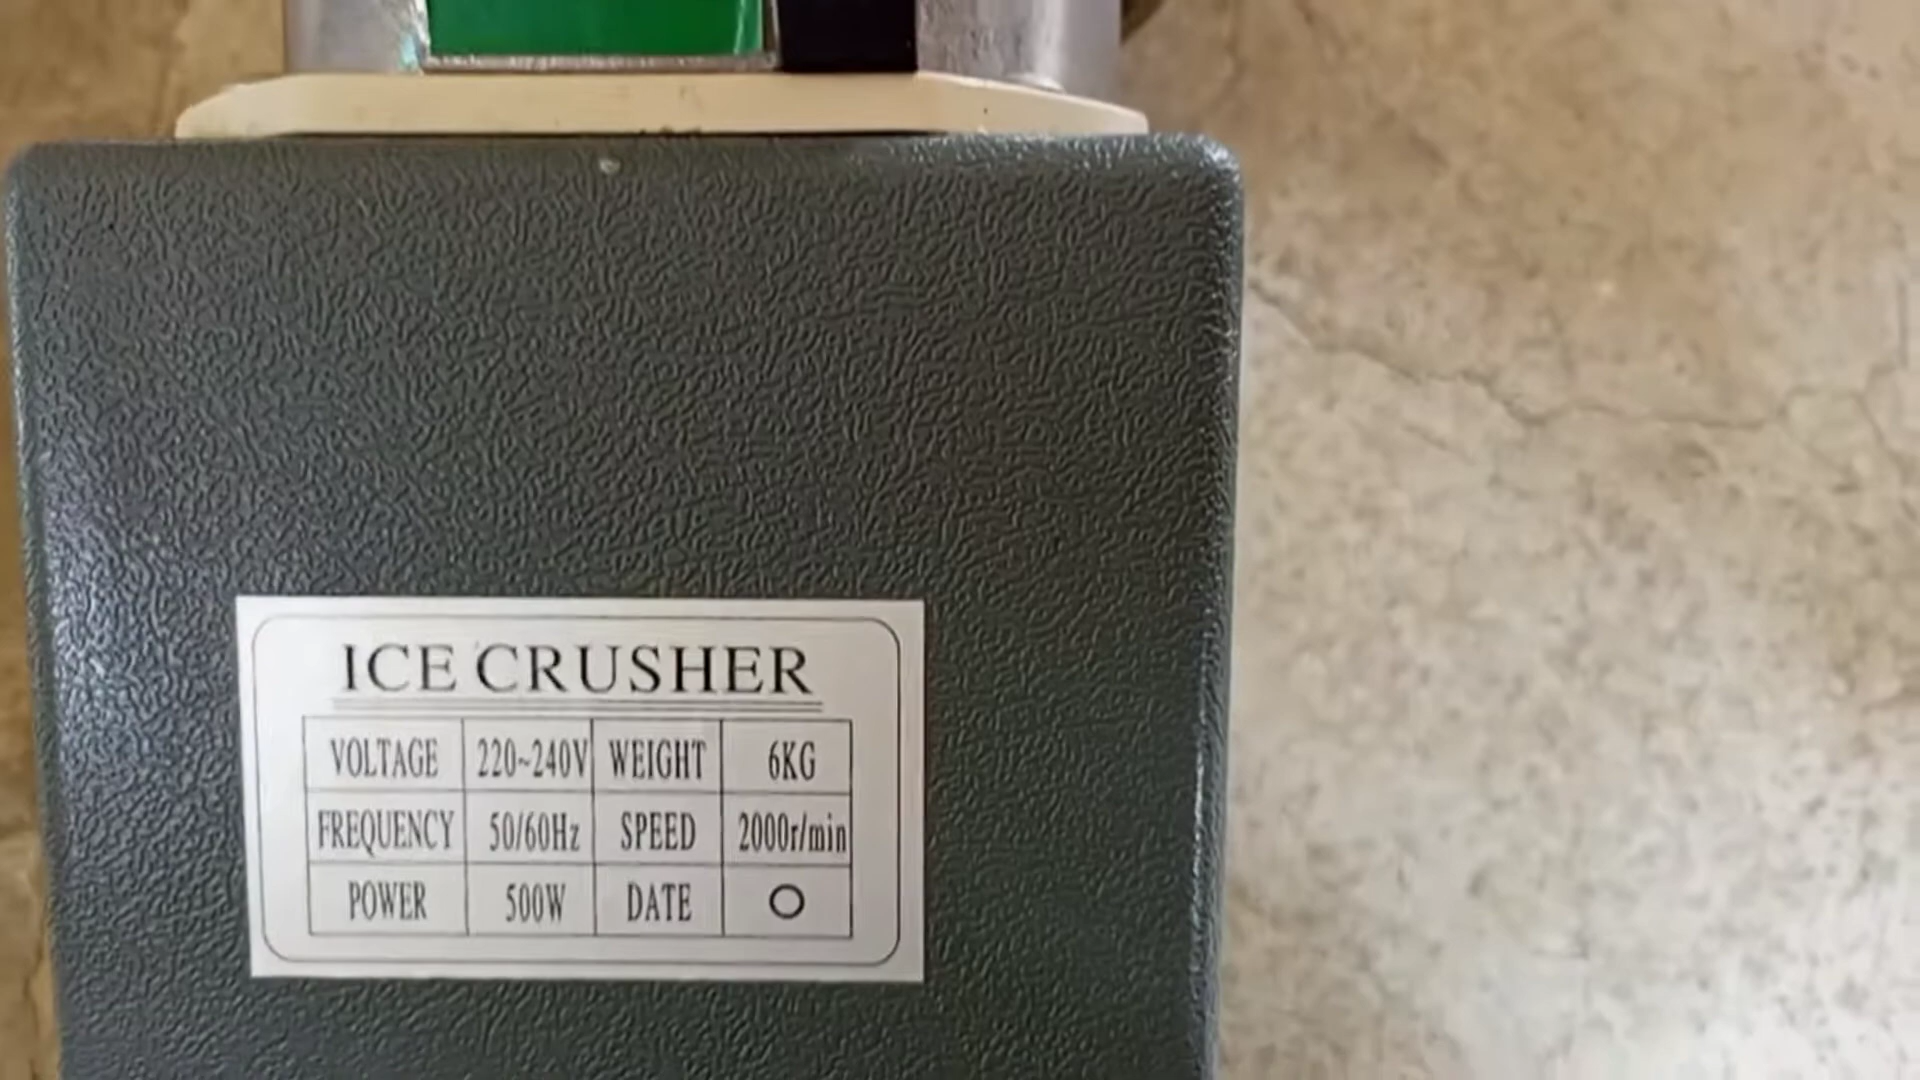 ICE CRUSHER
VOLTAGE 220~240V WEIGHT 6KG
FREQUENCY 50/60Hz SPEED 2000r/min
POWER 500W DATE O